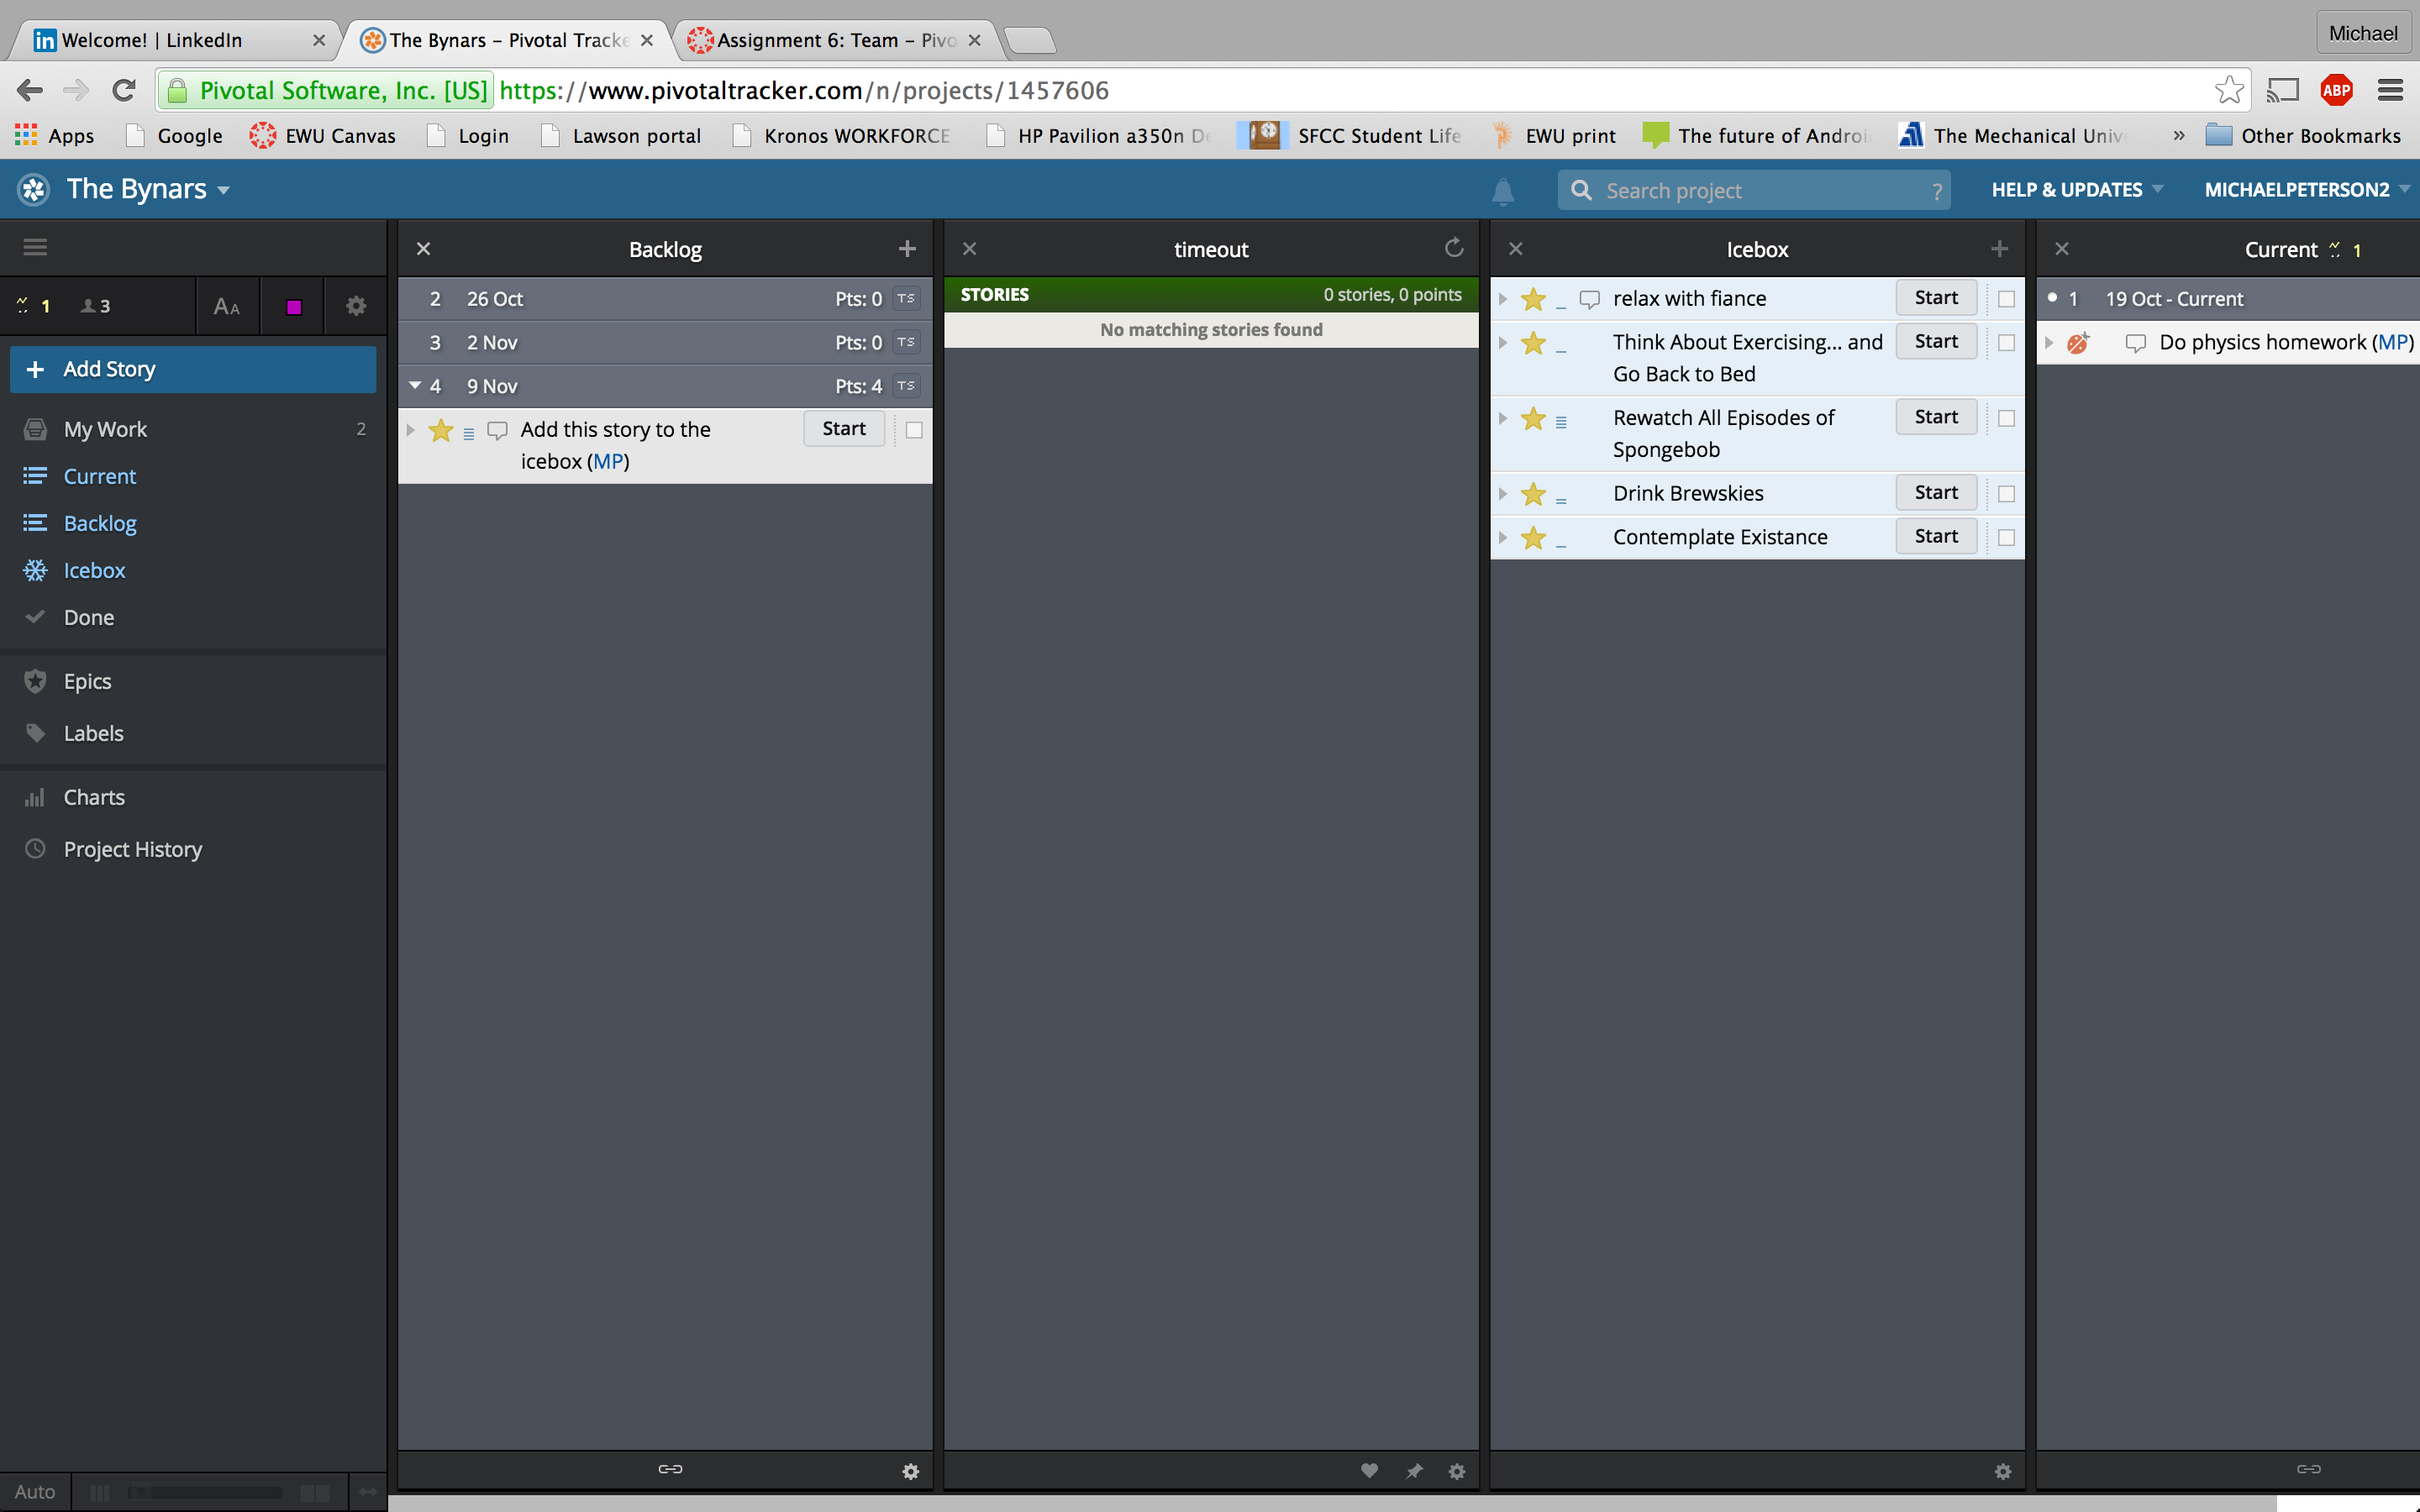 Welcome! | LinkedIn
The Bynars – Pivotal Tracke
Assignment 6: Team – Pivo
Michael
Pivotal Software, Inc. [US] https://www.pivotaltracker.com/n/projects/1457606
ABP
Apps
Google
EWU Canvas
Login
Lawson portal
Kronos WORKFORCE
HP Pavilion a350n De
SFCC Student Life
EWU print
The future of Androi
The Mechanical Univ
»
Other Bookmarks
The Bynars
Search project ?
HELP & UPDATES
MICHAELPETERSON2
1
3
AA
Add Story
My Work 2
Current
Backlog
Icebox
Done
Epics
Labels
Charts
Project History
Auto
Backlog
2 26 Oct Pts: 0 TS
3 2 Nov Pts: 0 TS
4 9 Nov Pts: 4 TS
Add this story to the
icebox (MP)
Start
timeout
STORIES 0 stories, 0 points
No matching stories found
Icebox
relax with fiance Start
Think About Exercising... and Start
Go Back to Bed
Rewatch All Episodes of Start
Spongebob
Drink Brewskies Start
Contemplate Existance Start
Current 1
1 19 Oct - Current
Do physics homework (MP)